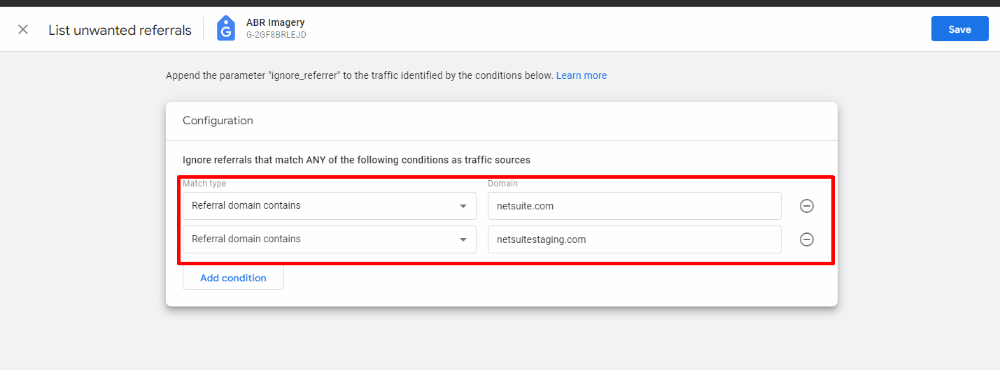 List unwanted referrals
ABR Imagery
G-2GF8BRLEJD
Save
Append the parameter "ignore_referrer" to the traffic identified by the conditions below. Learn more
Configuration
Ignore referrals that match ANY of the following conditions as traffic sources
Match type Domain
Referral domain contains netsuite.com
Referral domain contains netsuitestaging.com
Add condition